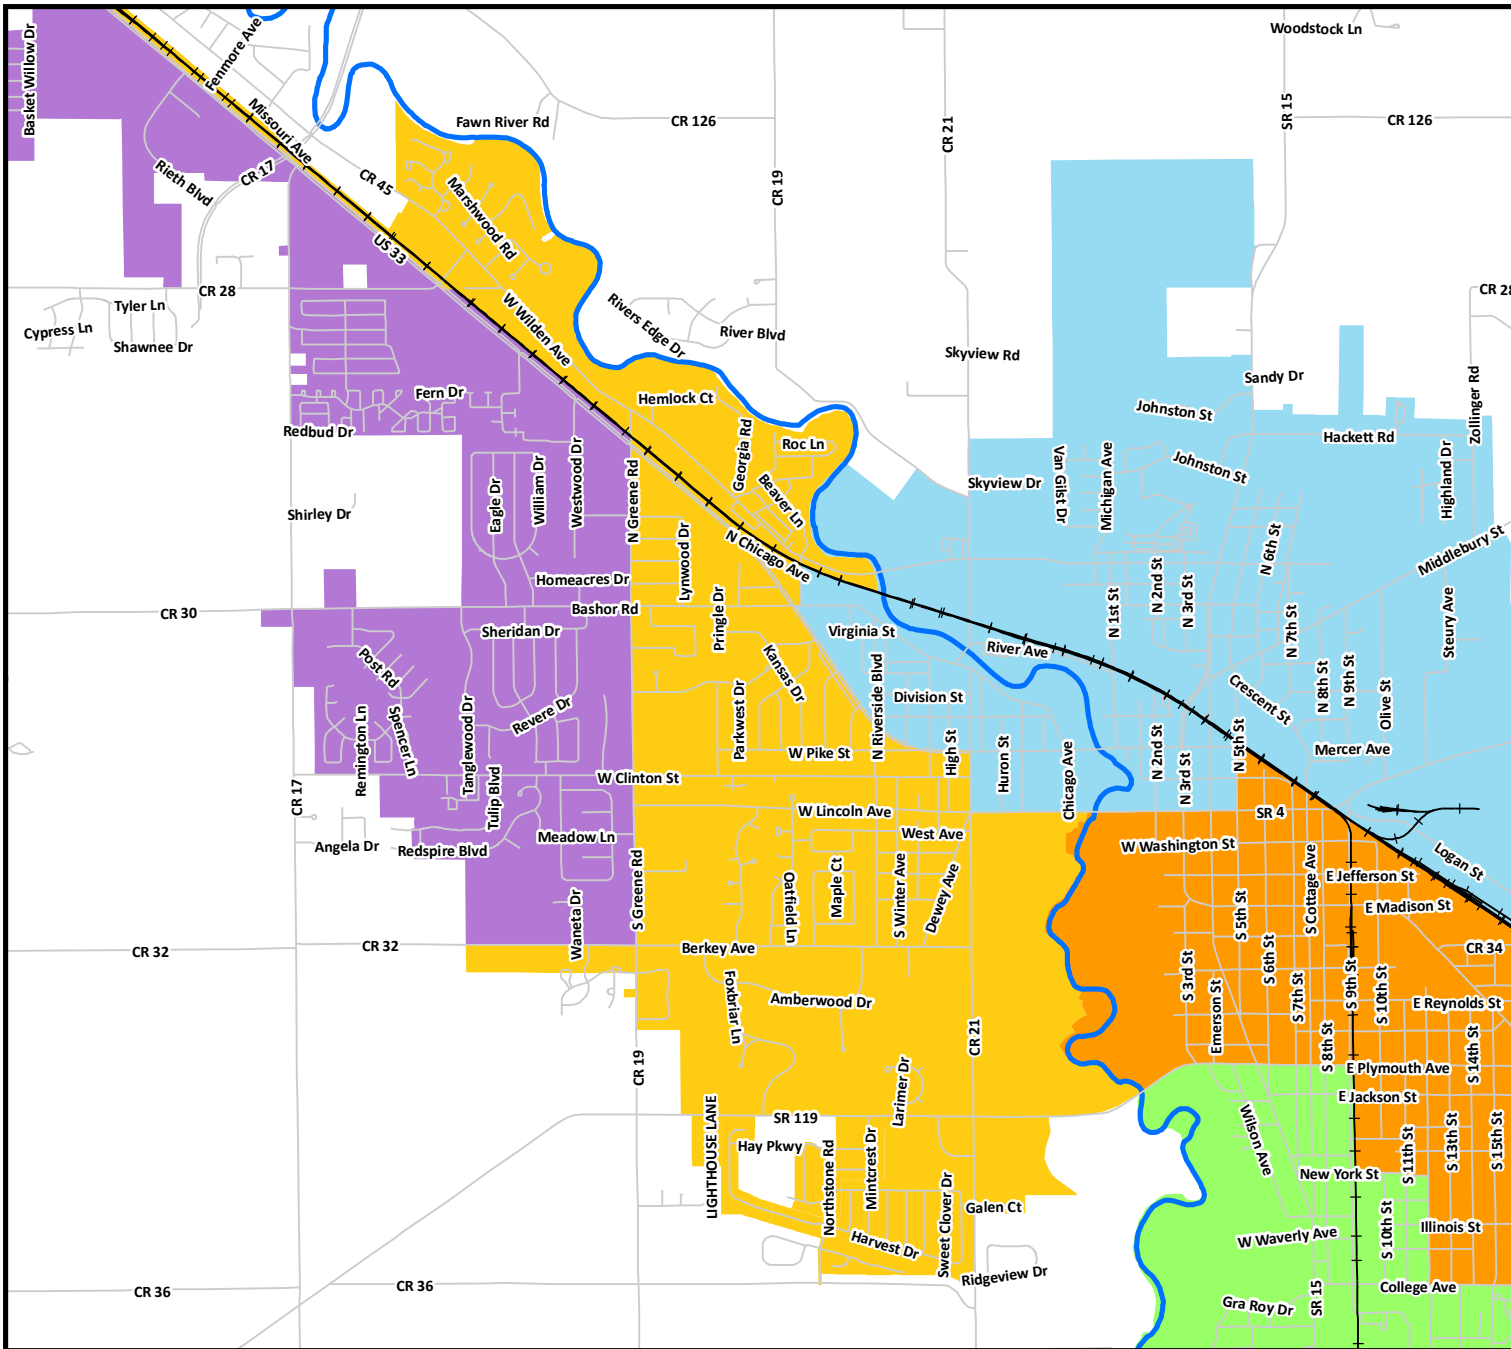 Woodstock Ln
Basket Willow Dr
Fenmore Ave
Missouri Ave
Fawn River Rd
CR 126
CR 21
SR 15
CR 126
Rieth Blvd
CR 17
CR 45
CR 19
Marshwood Rd
US 33
CR 28
CR 28
Tyler Ln
Cypress Ln
Shawnee Dr
W Wilden Ave
Rivers Edge Dr
River Blvd
Skyview Rd
Sandy Dr
Zollinger Rd
Fern Dr
Hemlock Ct
Johnston St
Redbud Dr
Georgia Rd
Roc Ln
Hackett Rd
Johnston St
Highland Dr
Eagle Dr
William Dr
Westwood Dr
N Greene Rd
Beaver Ln
Skyview Dr
Van Gilst Dr
Michigan Ave
Shirley Dr
Lynwood Dr
N Chicago Ave
N 6th St
Middlebury St
Homeacres Dr
Bashor Rd
CR 30
Pringle Dr
N 1st St
N 2nd St
N 3rd St
N 7th St
Steury Ave
Sheridan Dr
Virginia St
River Ave
Post Rd
Kansas Dr
N Riverside Blvd
Division St
Crescent St
N 8th St
N 9th St
Olive St
Remington Ln
Spencer Ln
Tanglewood Dr
Revere Dr
Parkwest Dr
W Pike St
High St
Huron St
Chicago Ave
N 2nd St
N 3rd St
N 5th St
Mercer Ave
CR 17
Tulip Blvd
W Clinton St
W Lincoln Ave
SR 4
Angela Dr
Redspire Blvd
Meadow Ln
West Ave
W Washington St
S Cottage Ave
Logan St
E Jefferson St
Waneta Dr
S Greene Rd
Oatfield Ln
Maple Ct
S Winter Ave
Dewey Ave
S 5th St
E Madison St
CR 32
CR 32
Berkey Ave
CR 34
Foxbriar Ln
Amberwood Dr
S 3rd St
Emerson St
S 6th St
S 7th St
S 9th St
S 10th St
E Reynolds St
CR 19
CR 21
S 8th St
S 14th St
Larimer Dr
E Plymouth Ave
E Jackson St
LIGHTHOUSE LANE
SR 119
Hay Pkwy
Northstone Rd
Mintcrest Dr
Wilson Ave
S 11th St
S 13th St
S 15th St
New York St
Sweet Clover Dr
Galen Ct
S 10th St
Illinois St
W Waverly Ave
Harvest Dr
Ridgeview Dr
CR 36
CR 36
SR 15
College Ave
Gra Roy Dr